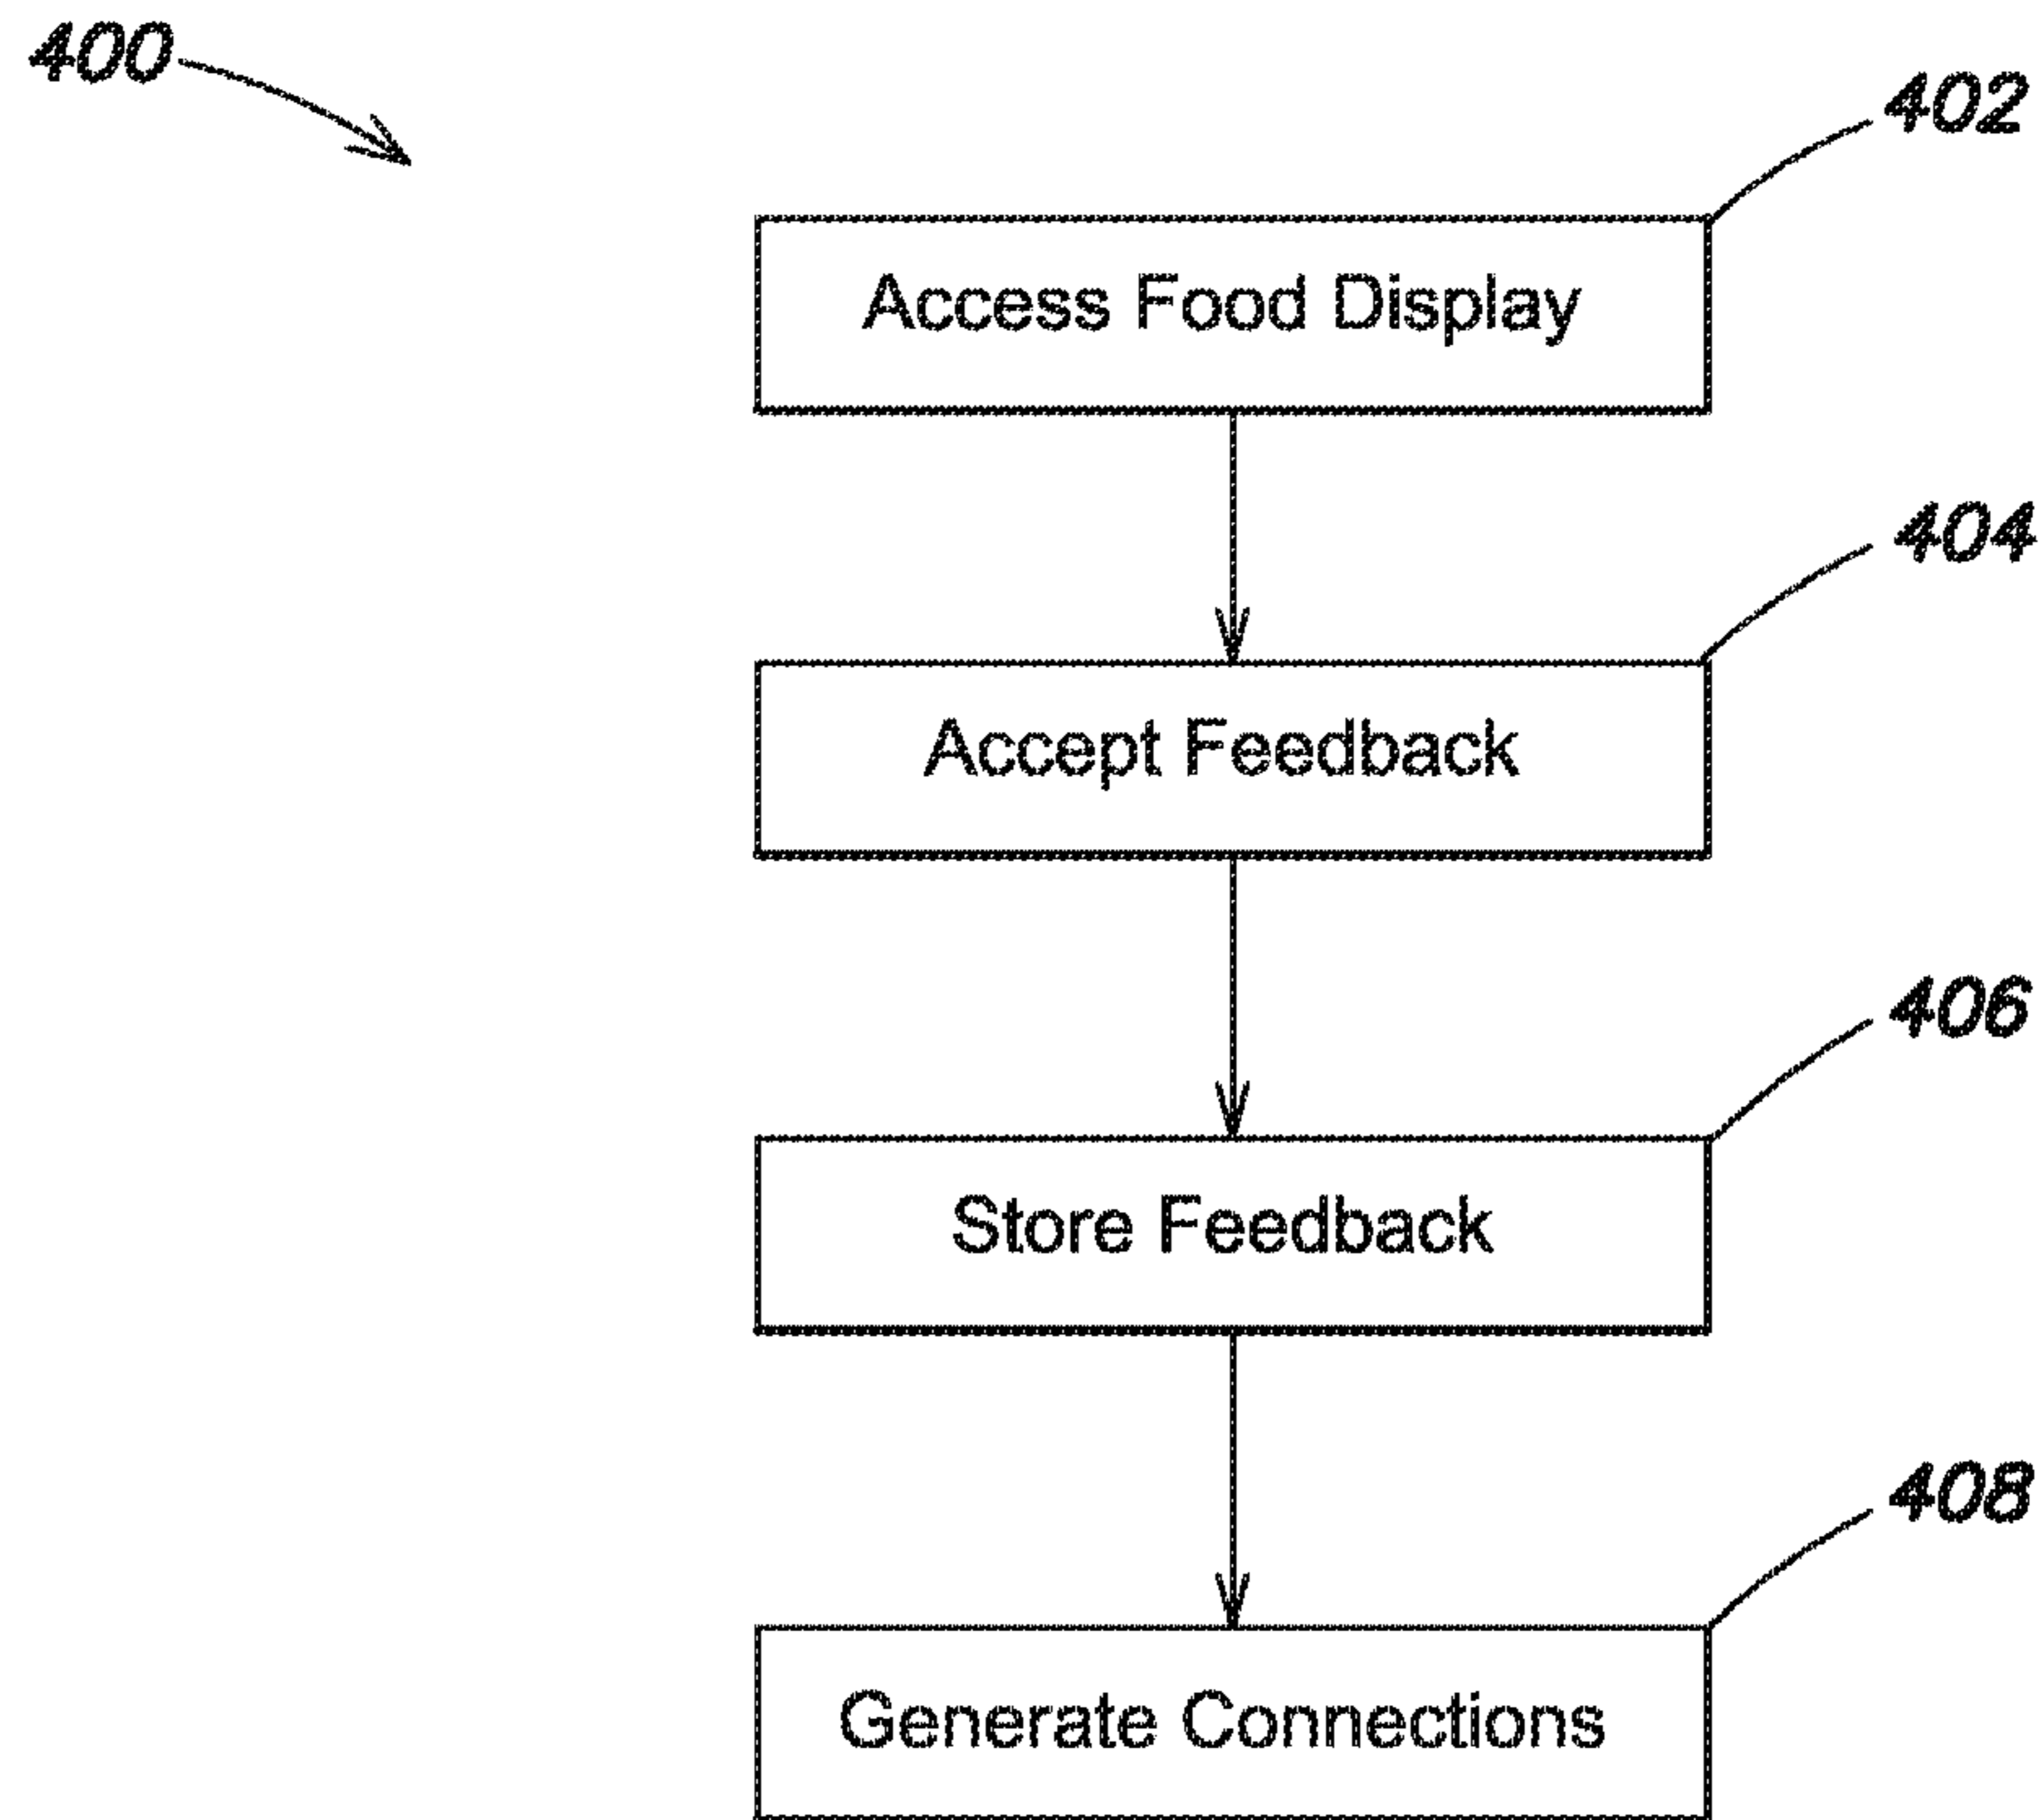 400
402
Access Food Display
404
Accept Feedback
406
Store Feedback
408
Generate Connections